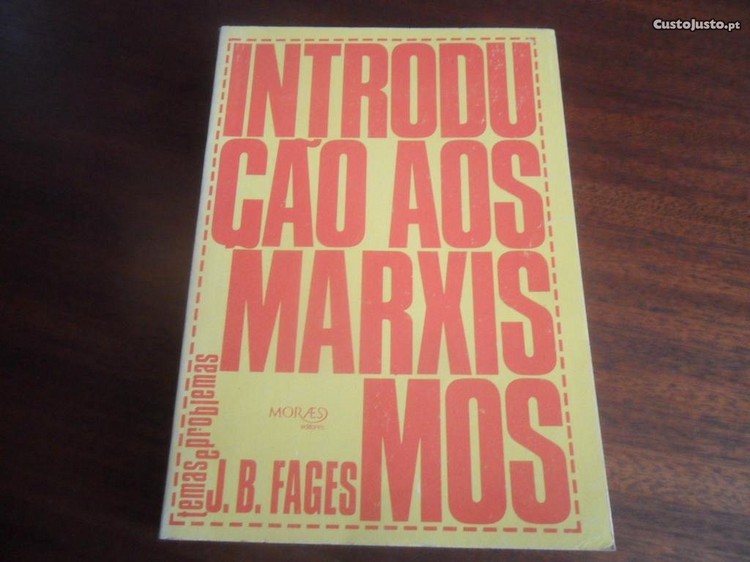 CustoJusto.pt
INTRODU
ÇÃO AOS
MARXIS
MOS
temas e problemas
MORÆS
editores
J. B. FAGES